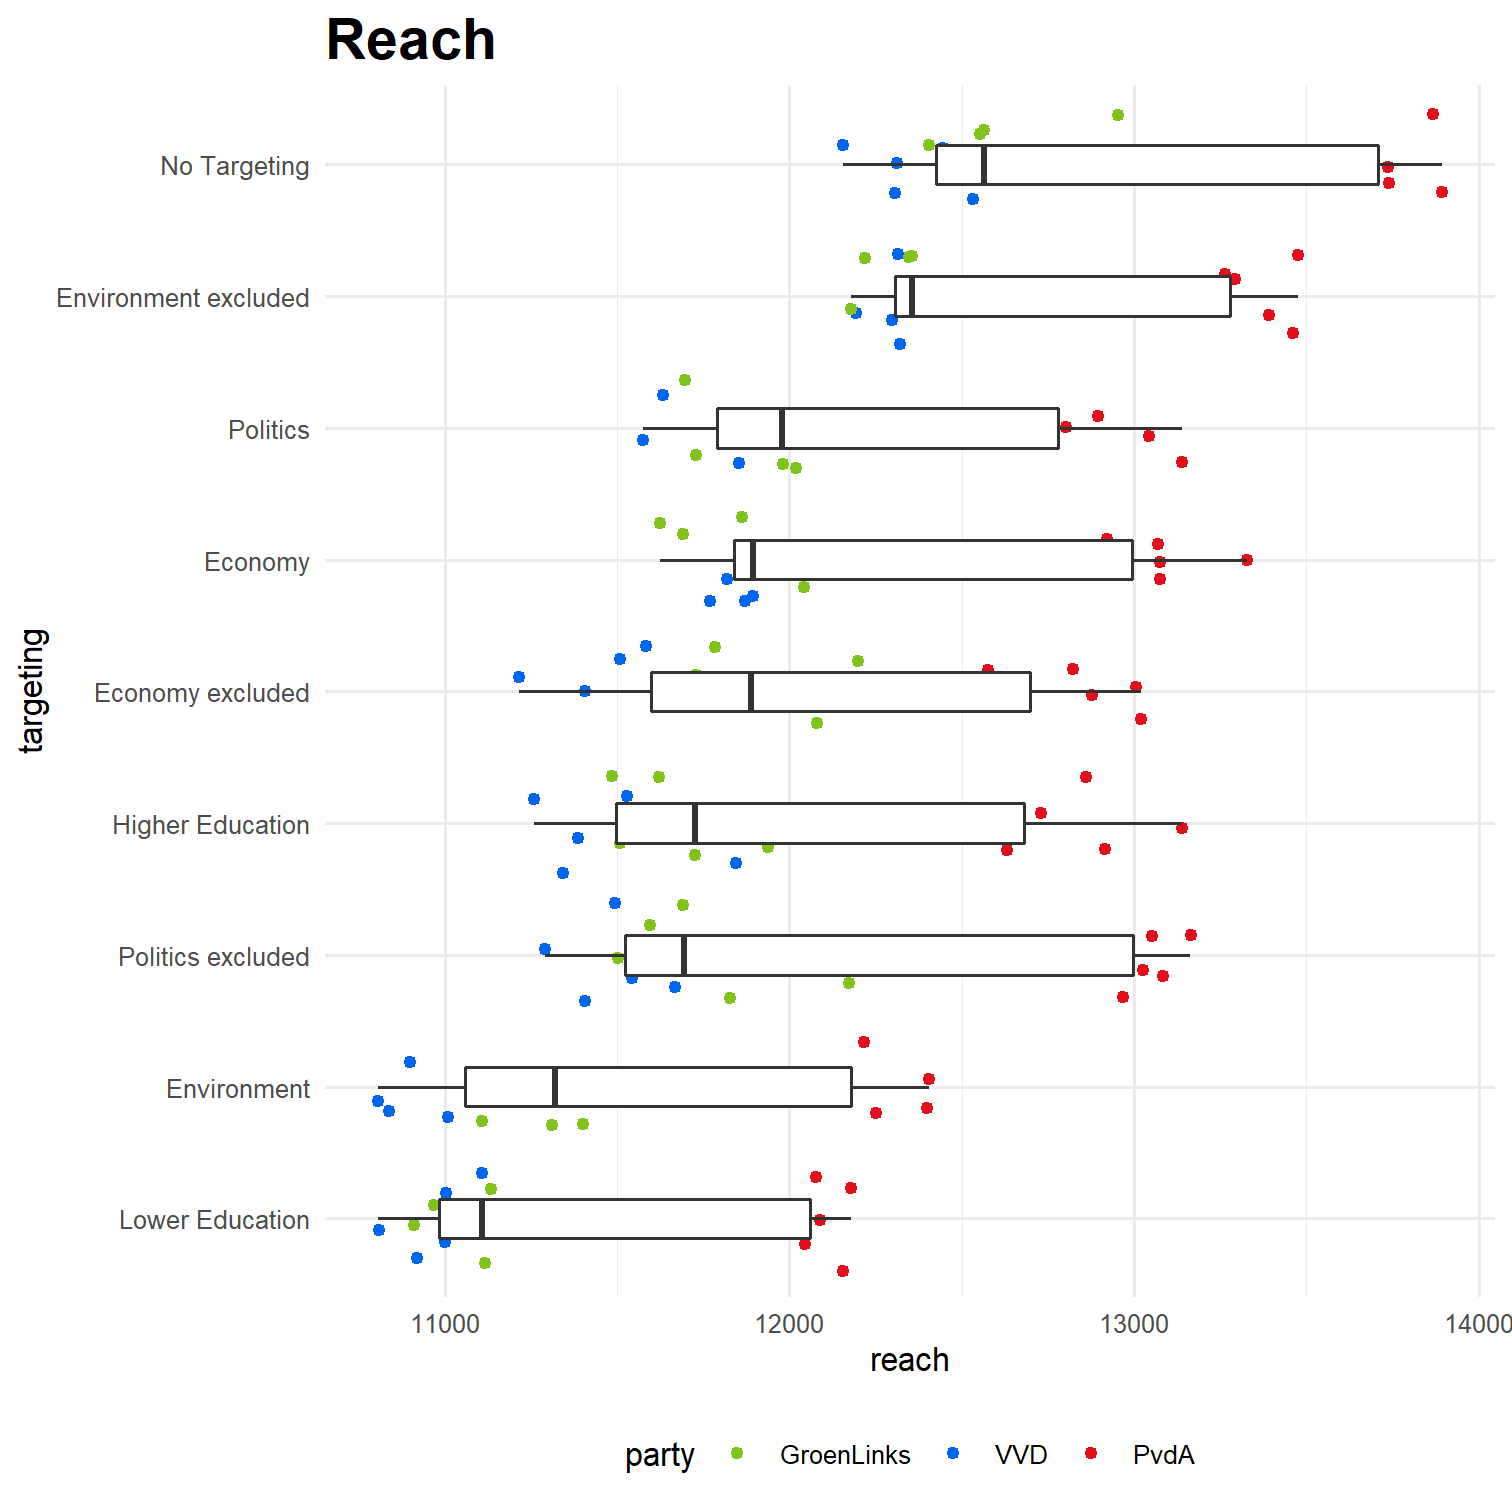 Reach
No Targeting
Environment excluded
Politics
Economy
Economy excluded
Higher Education
Politics excluded
Environment
Lower Education
targeting
11000 12000 13000 14000
reach
party GroenLinks VVD PvdA